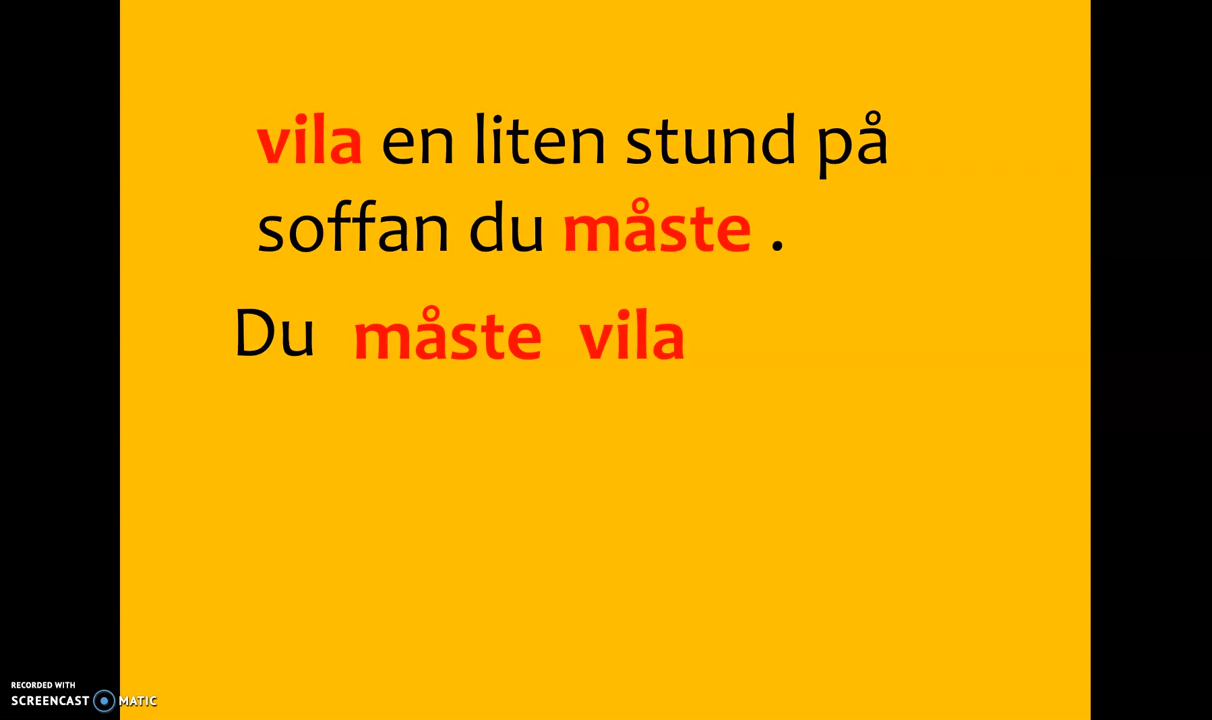 vila en liten stund på
soffan du måste .
Du måste vila
RECORDED WITH
SCREENCAST MATIC